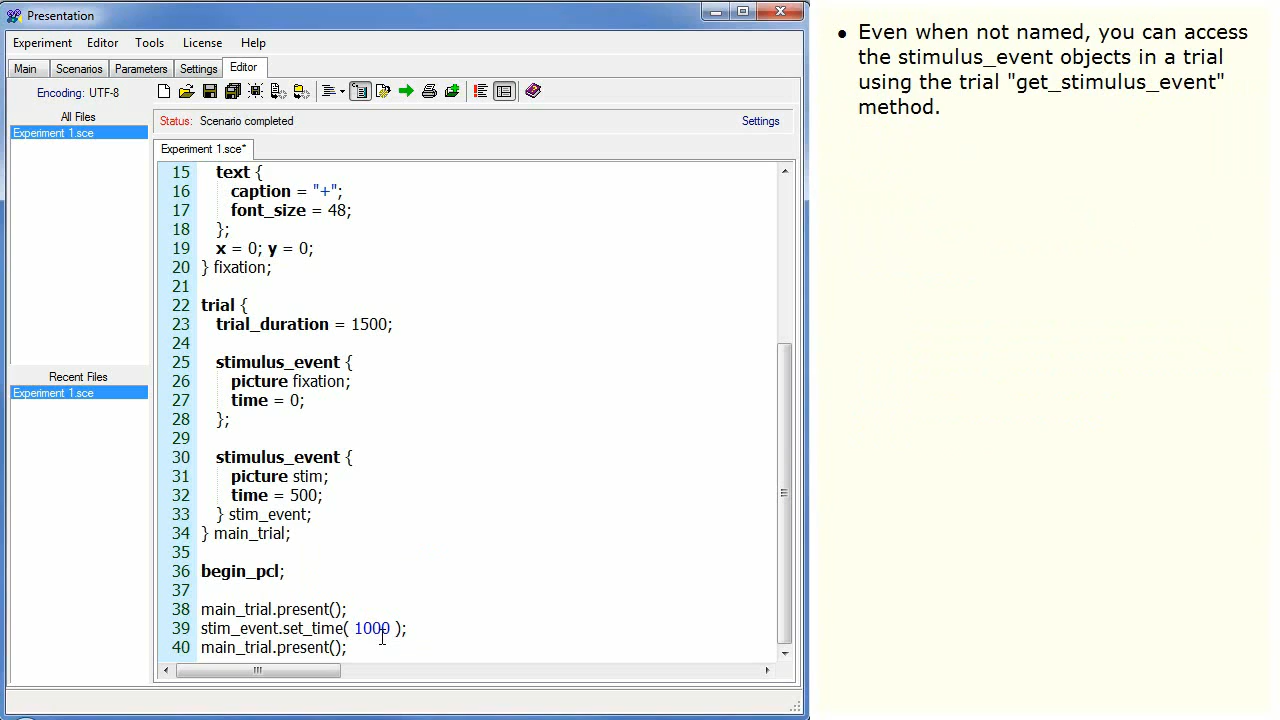 Presentation
Experiment Editor Tools License Help
Main Scenarios Parameters Settings Editor
Encoding: UTF-8
All Files
Experiment 1.sce
Recent Files
Experiment 1.sce
Status: Scenario completed Settings
Experiment 1.sce*
15 text {
16 caption = "+";
17 font_size = 48;
18 };
19 x = 0; y = 0;
20 } fixation;
21
22 trial {
23 trial_duration = 1500;
24
25 stimulus_event {
26 picture fixation;
27 time = 0;
28 };
29
30 stimulus_event {
31 picture stim;
32 time = 500;
33 } stim_event;
34 } main_trial;
35
36 begin_pcl;
37
38 main_trial.present();
39 stim_event.set_time( 1000 );
40 main_trial.present();
• Even when not named, you can access
the stimulus_event objects in a trial
using the trial "get_stimulus_event"
method.